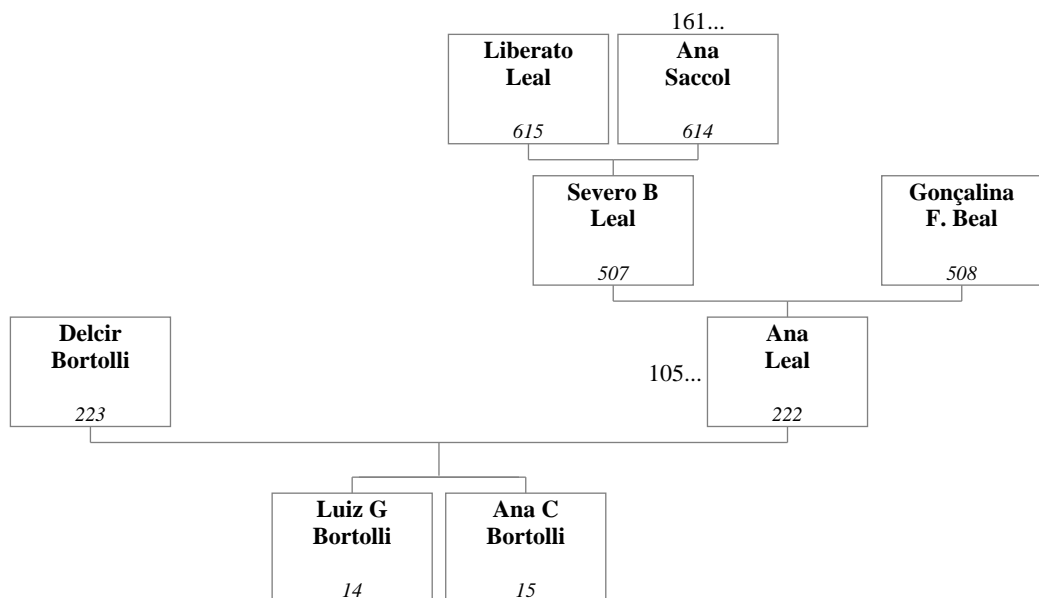 161...
Liberato
Leal
615
Ana
Saccol
614
Severo B
Leal
507
Gonçalina
F. Beal
508
Delcir
Bortolli
223
105...
Ana
Leal
222
Luiz G
Bortolli
14
Ana C
Bortolli
15